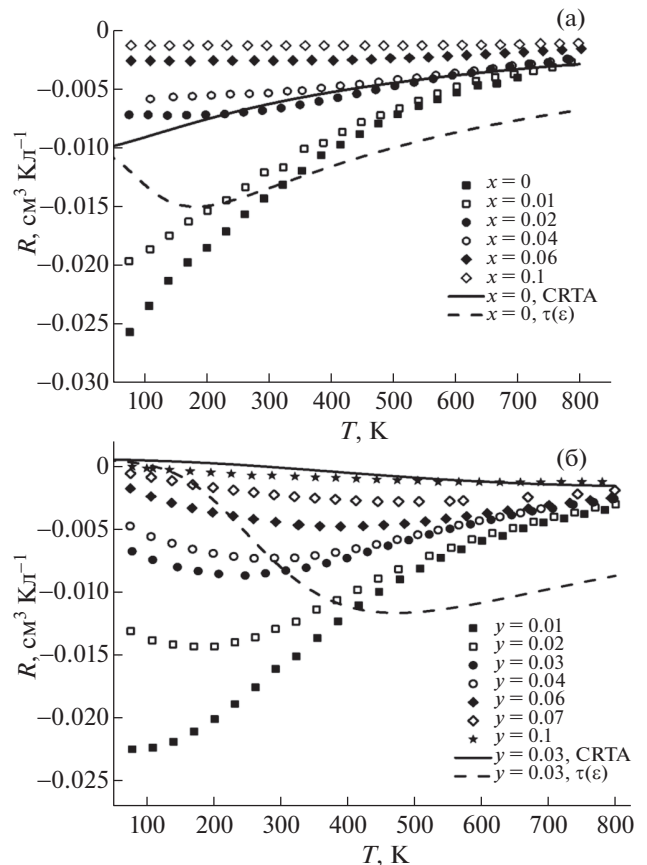 (а)
0
−0.005
−0.010
−0.015
−0.020
−0.025
−0.030
R, см³ Кл⁻¹
x = 0
x = 0.01
x = 0.02
x = 0.04
x = 0.06
x = 0.1
x = 0, CRTA
x = 0, τ(ε)
100 200 300 400 500 600 700 800
T, K
(б)
0
−0.005
−0.010
−0.015
−0.020
−0.025
R, см³ Кл⁻¹
y = 0.01
y = 0.02
y = 0.03
y = 0.04
y = 0.06
y = 0.07
y = 0.1
y = 0.03, CRTA
y = 0.03, τ(ε)
100 200 300 400 500 600 700 800
T, K